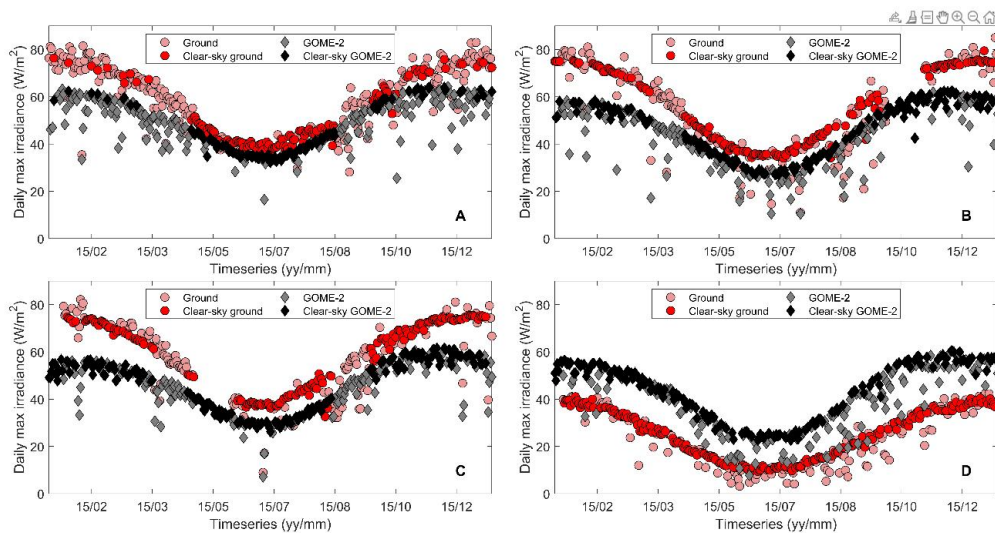 Ground
GOME-2
Clear-sky ground
Clear-sky GOME-2
80
60
40
20
0
Daily max irradiance (W/m²)
A
15/02
15/03
15/05
15/07
15/08
15/10
15/12
Timeseries (yy/mm)
Ground
GOME-2
Clear-sky ground
Clear-sky GOME-2
80
60
40
20
0
Daily max irradiance (W/m²)
B
15/02
15/03
15/05
15/07
15/08
15/10
15/12
Timeseries (yy/mm)
Ground
GOME-2
Clear-sky ground
Clear-sky GOME-2
80
60
40
20
0
Daily max irradiance (W/m²)
C
15/02
15/03
15/05
15/07
15/08
15/10
15/12
Timeseries (yy/mm)
Ground
GOME-2
Clear-sky ground
Clear-sky GOME-2
80
60
40
20
0
Daily max irradiance (W/m²)
D
15/02
15/03
15/05
15/07
15/08
15/10
15/12
Timeseries (yy/mm)